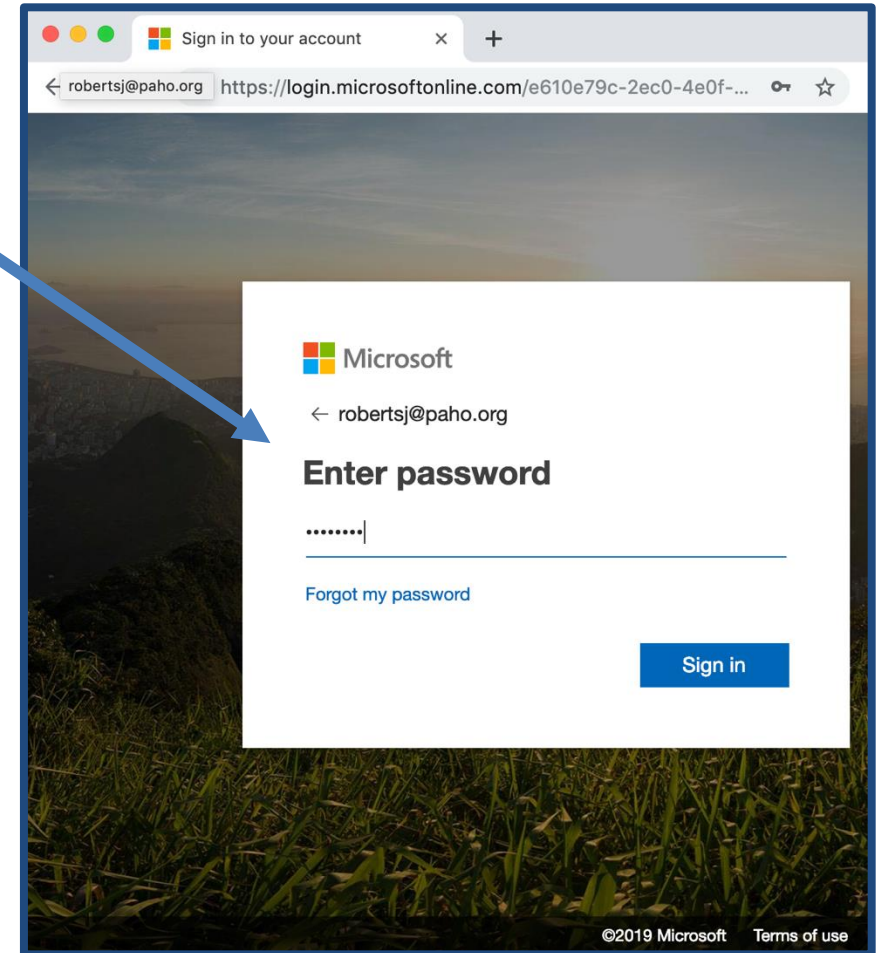 Sign in to your account
robertsj@paho.org https://login.microsoftonline.com/e610e79c-2ec0-4e0f-...
Microsoft
← robertsj@paho.org
Enter password
••••••••
Forgot my password
Sign in
©2019 Microsoft Terms of use